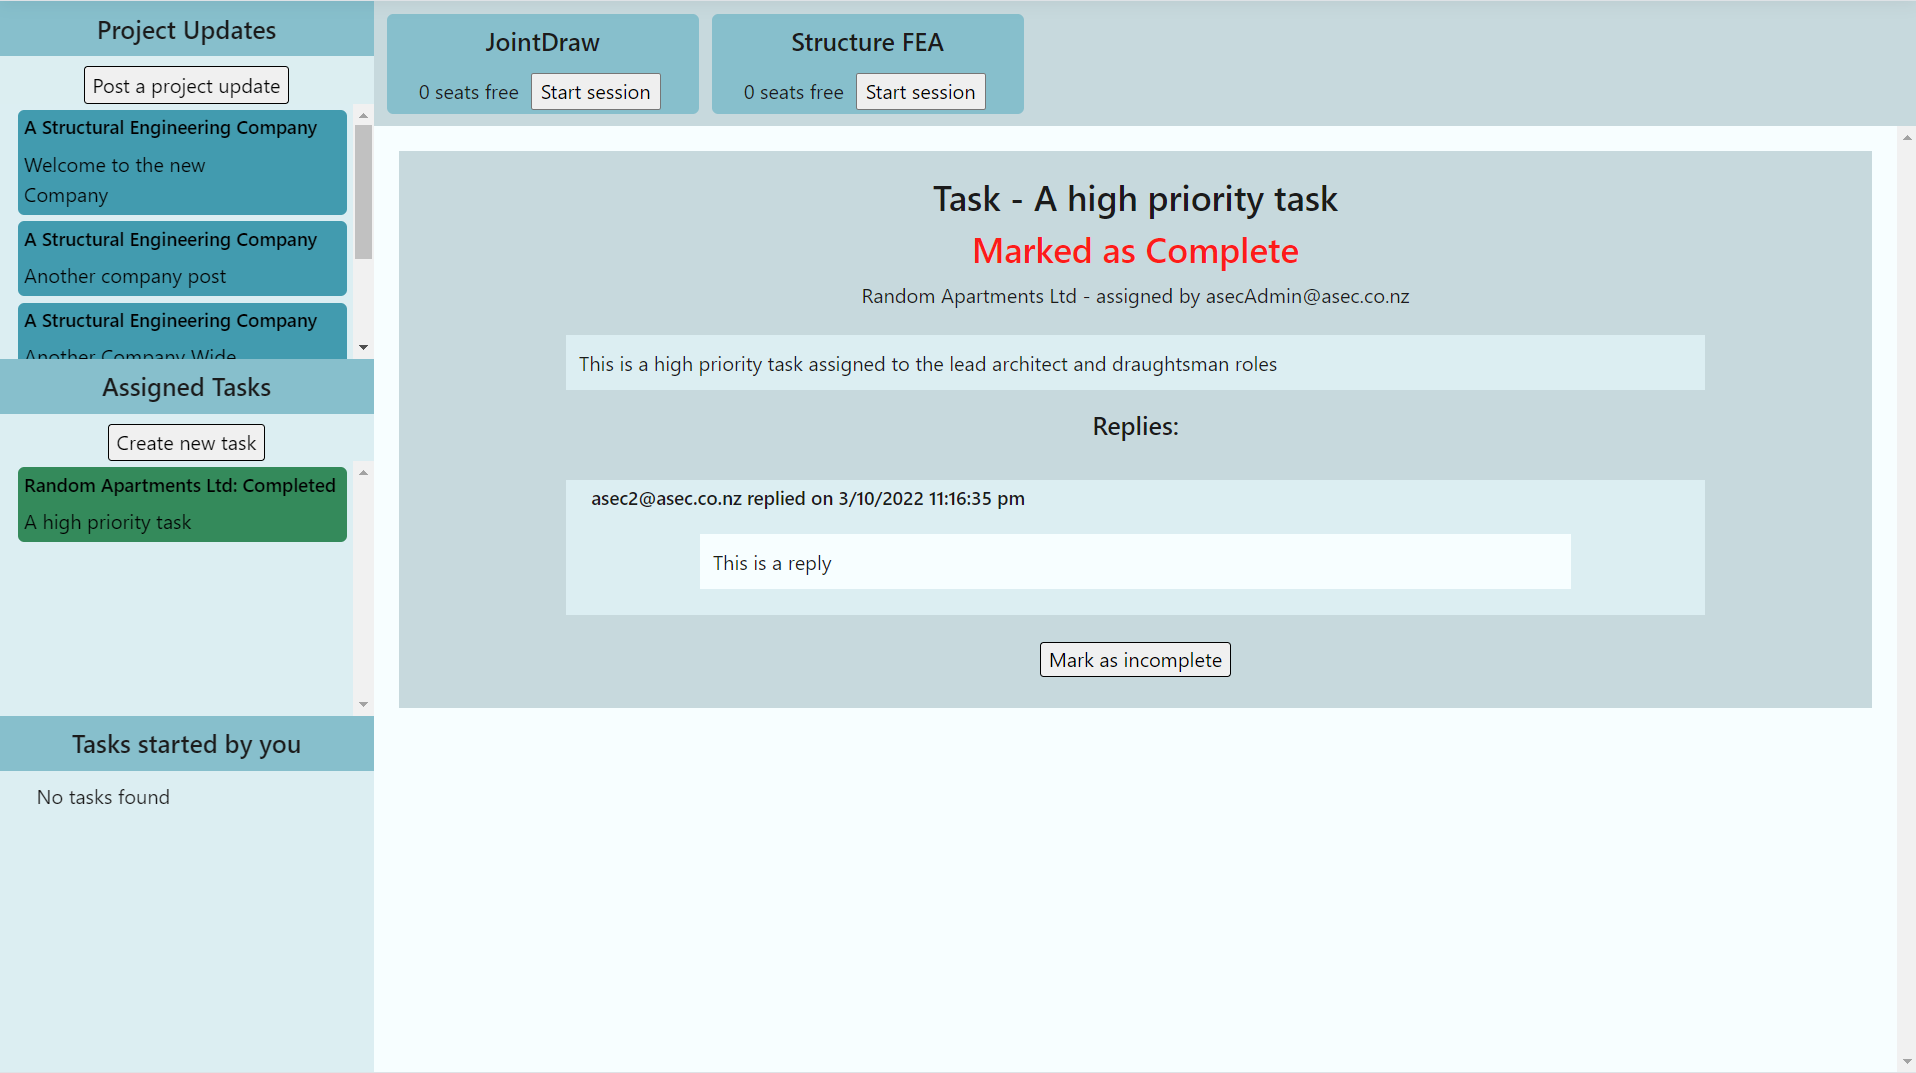 Project Updates
Post a project update
A Structural Engineering Company
Welcome to the new
Company
A Structural Engineering Company
Another company post
A Structural Engineering Company
Another Company Wide
Assigned Tasks
Create new task
Random Apartments Ltd: Completed
A high priority task
Tasks started by you
No tasks found
JointDraw
0 seats free Start session
Structure FEA
0 seats free Start session
Task - A high priority task
Marked as Complete
Random Apartments Ltd - assigned by asecAdmin@asec.co.nz
This is a high priority task assigned to the lead architect and draughtsman roles
Replies:
asec2@asec.co.nz replied on 3/10/2022 11:16:35 pm
This is a reply
Mark as incomplete